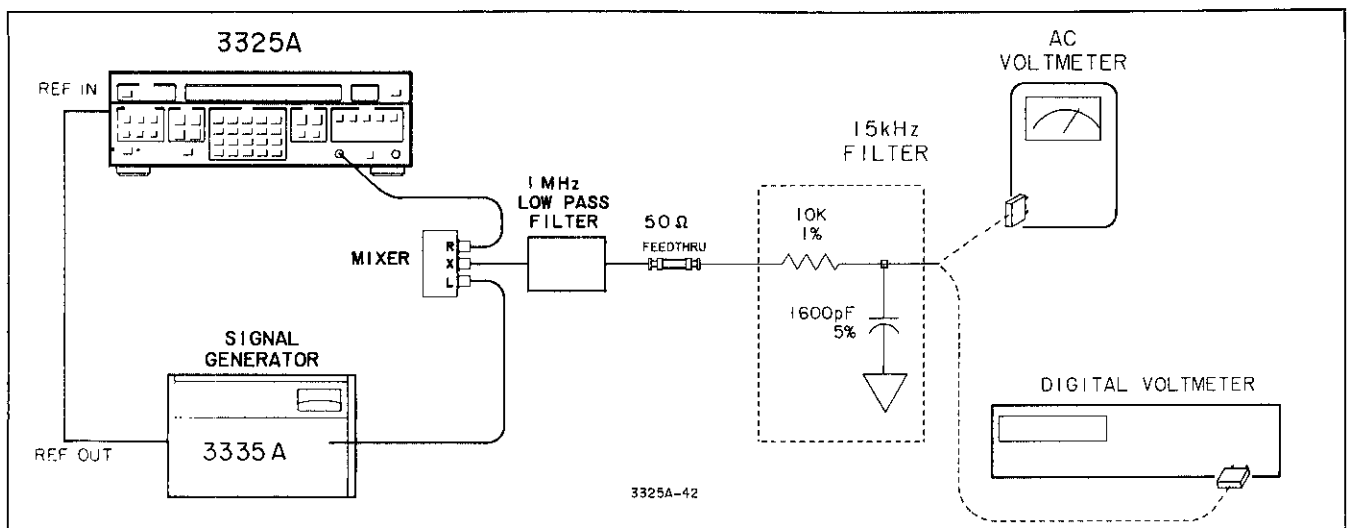 3325A
REF IN
AC
VOLTMETER
15kHz
FILTER
1MHz
LOW PASS
FILTER
50Ω
FEEDTHRU
10K
1%
MIXER
R
X
L
1600pF
5%
SIGNAL
GENERATOR
DIGITAL VOLTMETER
3335A
REF OUT
3325A-42